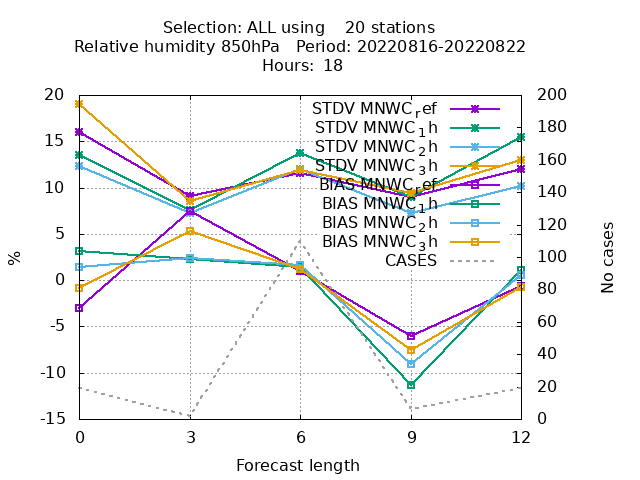 Selection: ALL using    20 stations
Relative humidity 850hPa   Period: 20220816-20220822
Hours: 18
20
15
10
5
0
-5
-10
-15
%
200
180
160
140
120
100
80
60
40
20
0
No cases
STDV MNWC_ref
STDV MNWC_1h
STDV MNWC_2h
STDV MNWC_3h
BIAS MNWC_ref
BIAS MNWC_1h
BIAS MNWC_2h
BIAS MNWC_3h
CASES
0 3 6 9 12
Forecast length